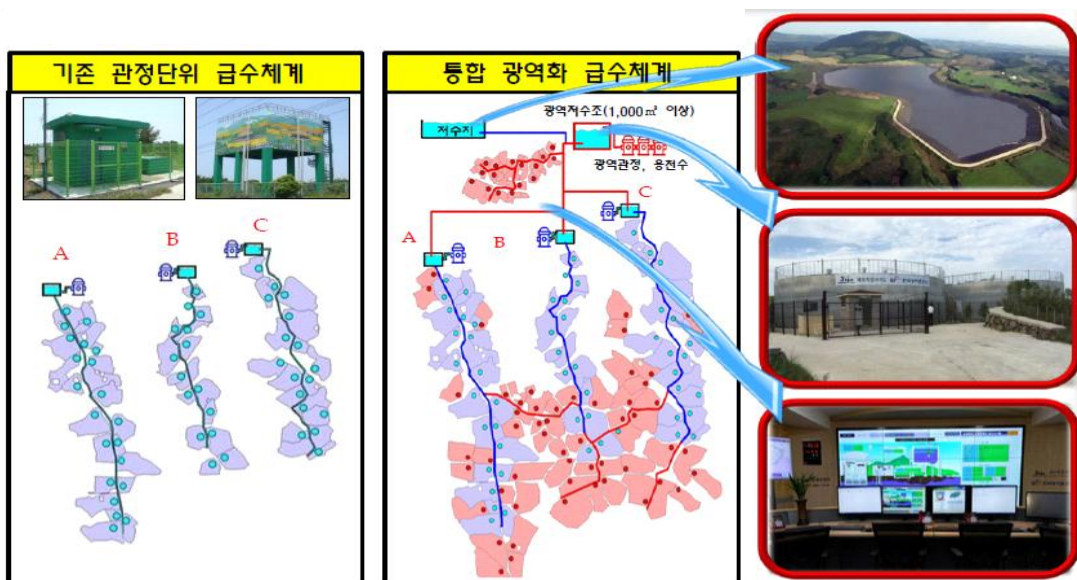 기존 관정단위 급수체계
A
B
C
통합 광역화 급수체계
광역저수조(1,000㎥ 이상)
저수지
광역관정, 용전수
A
B
C